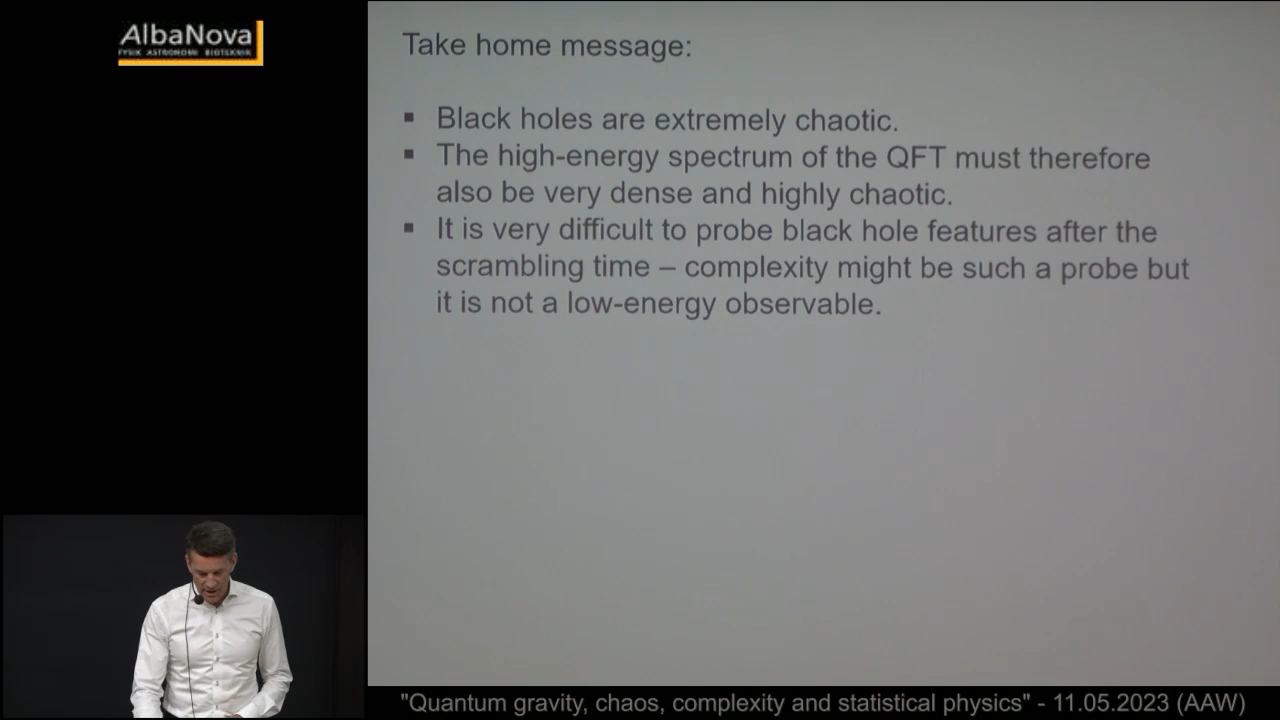 AlbaNova
FYSIK ASTRONOMI BIOTEKNIK
Take home message:
▪ Black holes are extremely chaotic.
▪ The high-energy spectrum of the QFT must therefore
also be very dense and highly chaotic.
▪ It is very difficult to probe black hole features after the
scrambling time – complexity might be such a probe but
it is not a low-energy observable.
"Quantum gravity, chaos, complexity and statistical physics" - 11.05.2023 (AAW)